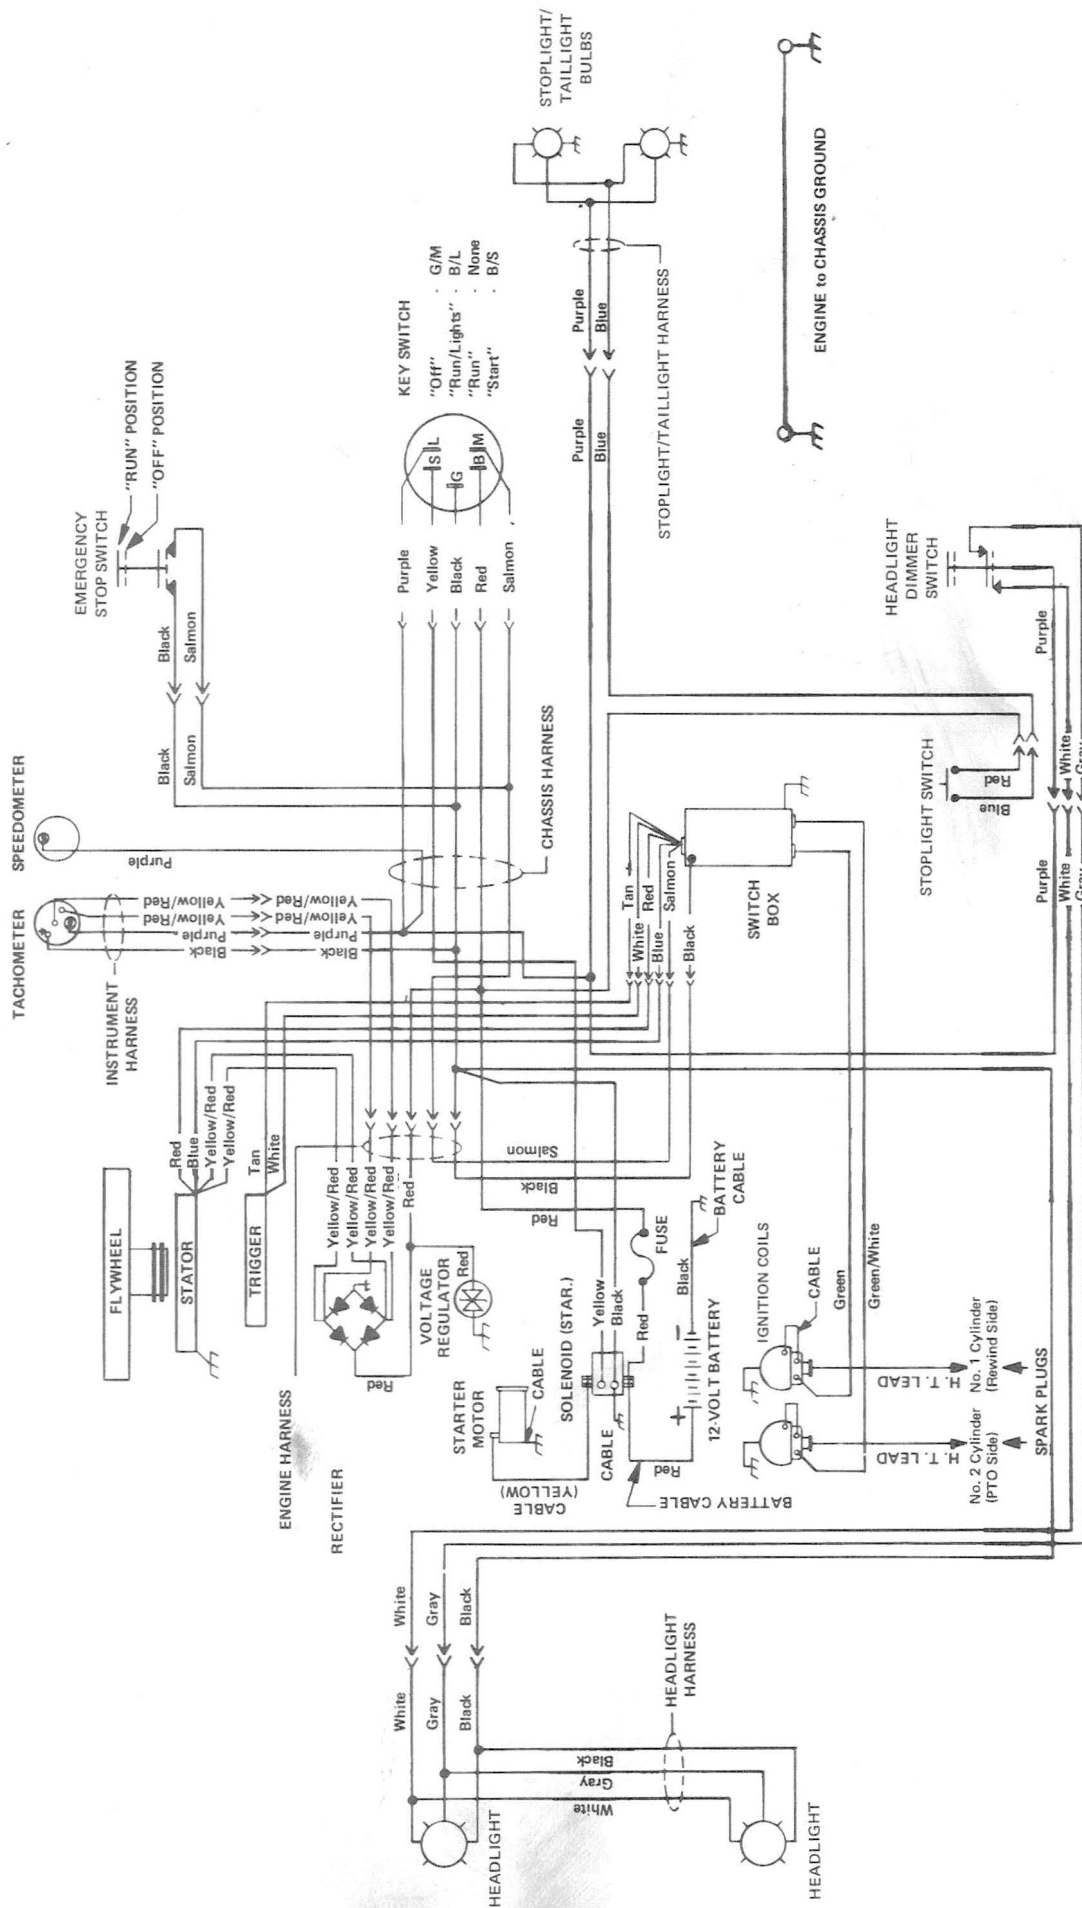 STOPLIGHT/
TAILLIGHT
BULBS
ENGINE to CHASSIS GROUND
Purple
Blue
STOPLIGHT/TAILLIGHT HARNESS
Purple
Blue
KEY SWITCH
"Off" . G/M
"Run/Lights" . B/L
"Run" . None
"Start" . B/S
S
L
G
B
M
Purple
Yellow
Black
Red
Salmon
EMERGENCY
STOP SWITCH
"RUN" POSITION
"OFF" POSITION
Black
Salmon
Black
Salmon
CHASSIS HARNESS
HEADLIGHT
DIMMER
SWITCH
Purple
White
Gray
Purple
White
Gray
STOPLIGHT SWITCH
Red
Blue
SPEEDOMETER
Purple
TACHOMETER
Yellow/Red
Yellow/Red
Purple
Black
Yellow/Red
Yellow/Red
Purple
Black
INSTRUMENT
HARNESS
Tan
White
Red
Blue
Salmon
Black
SWITCH
BOX
FLYWHEEL
STATOR
TRIGGER
Red
Blue
Yellow/Red
Yellow/Red
Tan
White
Yellow/Red
Yellow/Red
Yellow/Red
Yellow/Red
Red
Salmon
Black
Red
ENGINE HARNESS
RECTIFIER
Red
VOLTAGE
REGULATOR
Red
STARTER
MOTOR
CABLE
CABLE
(YELLOW)
SOLENOID (STAR.)
Yellow
Black
CABLE
Red
FUSE
Black
BATTERY
CABLE
12-VOLT BATTERY
+
−
Red
BATTERY CABLE
IGNITION COILS
CABLE
Green
Green/White
H. T. LEAD
H. T. LEAD
No. 1 Cylinder
(Rewind Side)
No. 2 Cylinder
(PTO Side)
SPARK PLUGS
White
Gray
Black
White
Gray
Black
HEADLIGHT
HARNESS
Black
Gray
White
HEADLIGHT
HEADLIGHT